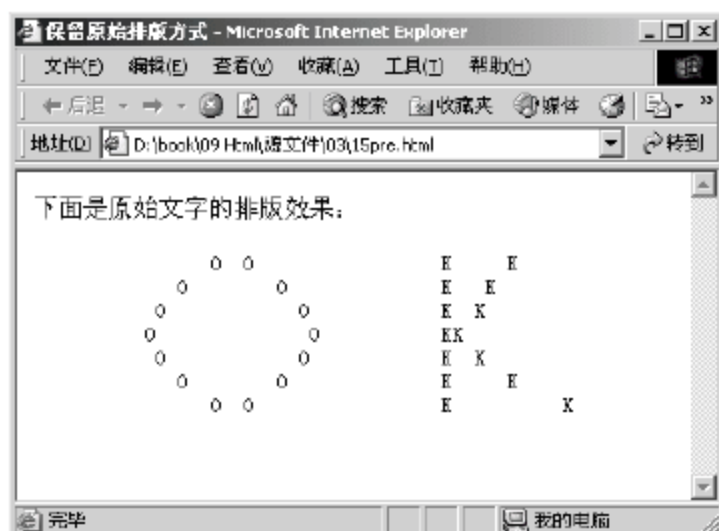 保留原始排版方式 - Microsoft Internet Explorer
文件(F) 编辑(E) 查看(V) 收藏(A) 工具(T) 帮助(H)
后退 搜索 收藏夹 媒体 »
地址(D) D:\book\09 Html\源文件\03\15pre.html 转到
下面是原始文字的排版效果：
O O K K
O O K K
O O K K
O O KK
O O K K
O O K K
O O K K
完毕 我的电脑